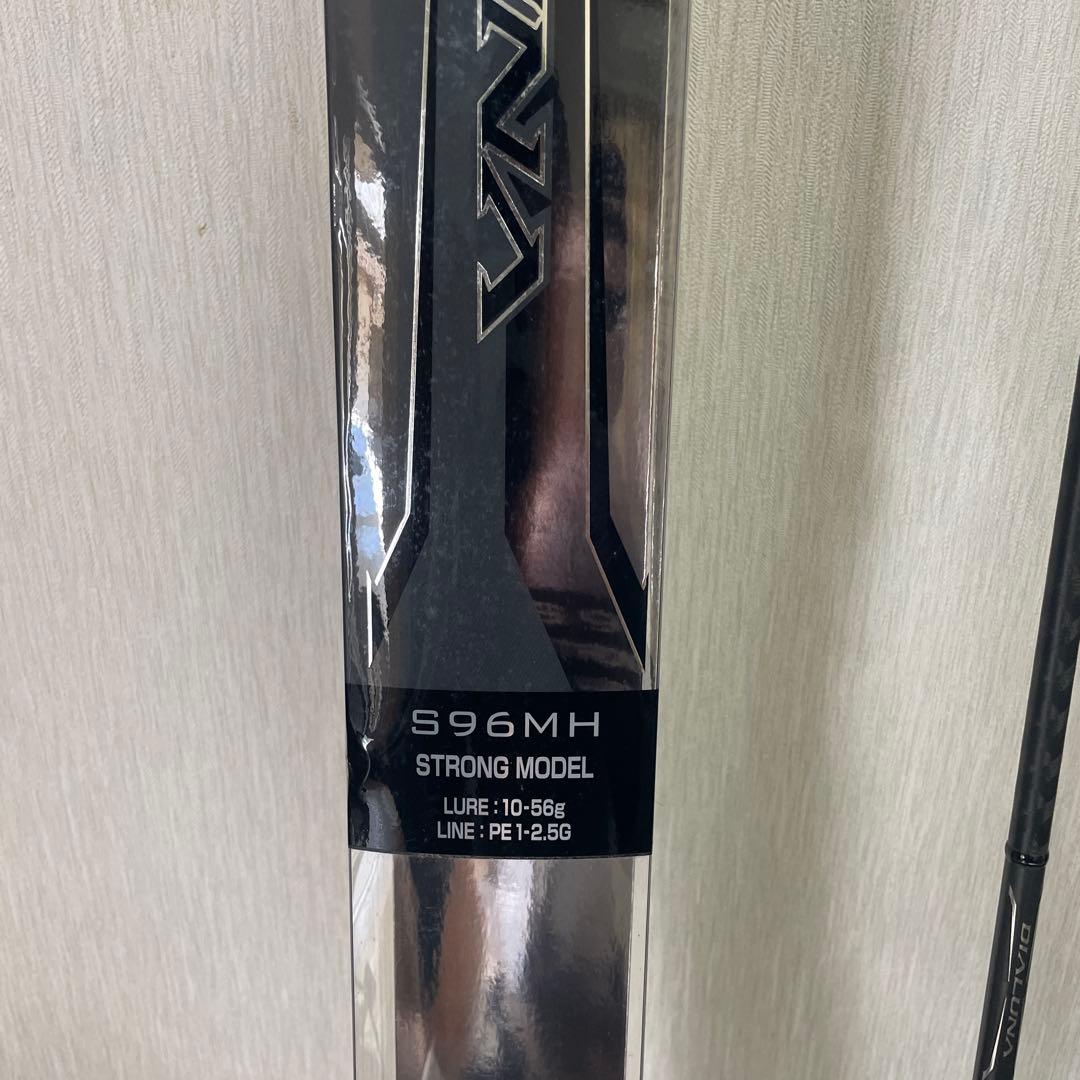 S96MH
STRONG MODEL
LURE : 10-56g
LINE : PE 1-2.5G
DIALUNA